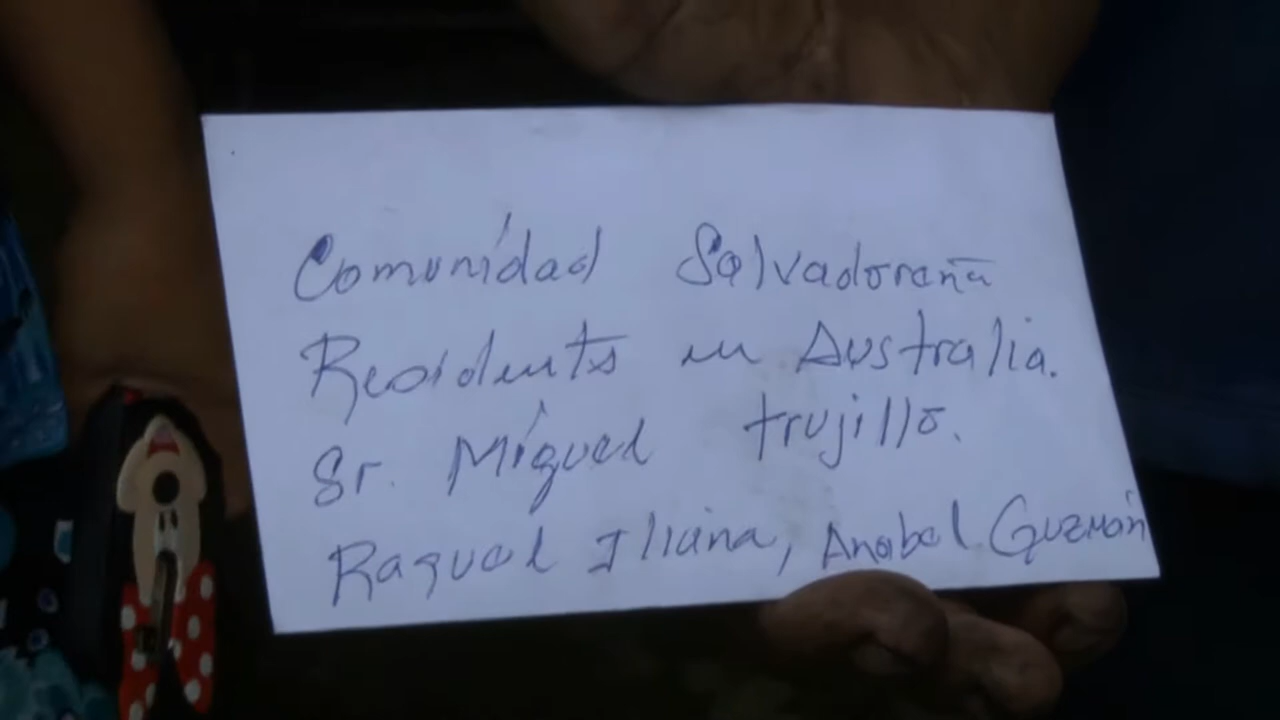 Comunidad Salvadoreña
Residents en Australia.
Sr. Miguel trujillo.
Raquel Iliana, Anabel Guzmán